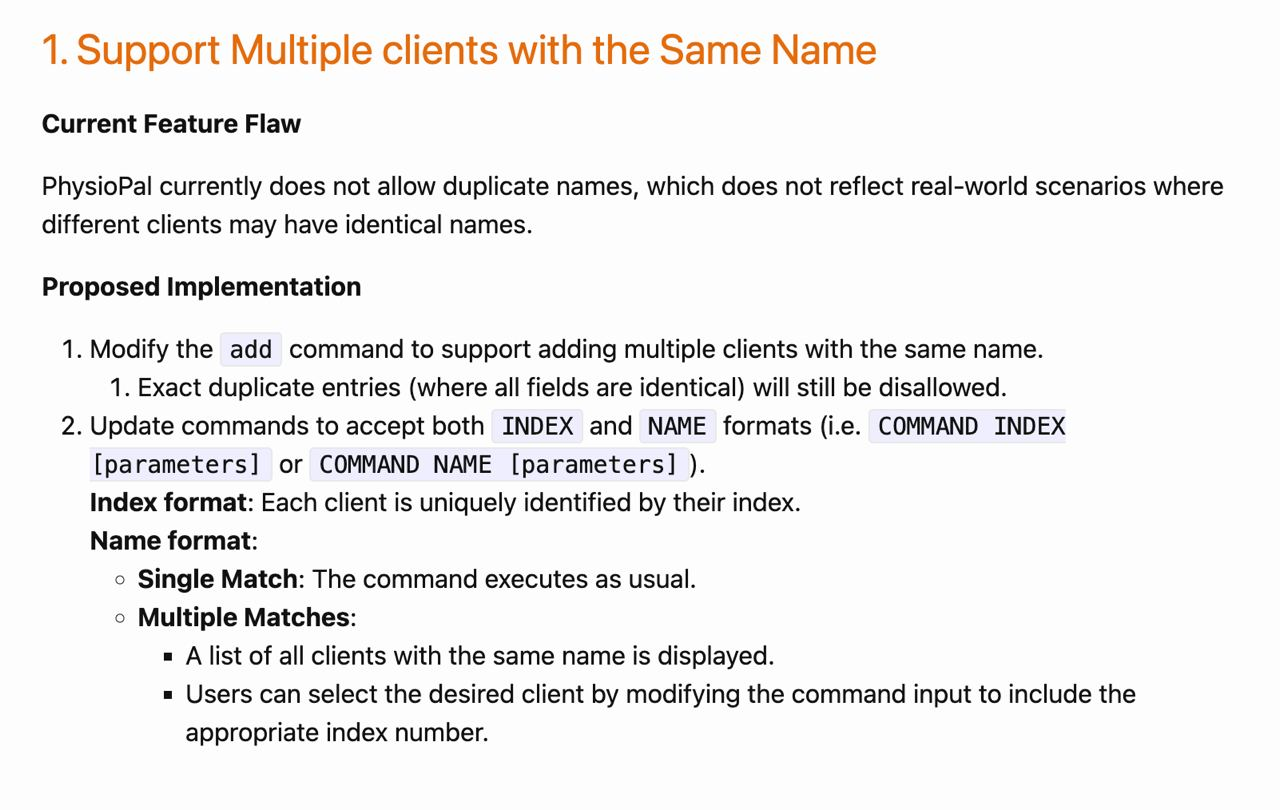 1. Support Multiple clients with the Same Name
Current Feature Flaw
PhysioPal currently does not allow duplicate names, which does not reflect real-world scenarios where
different clients may have identical names.
Proposed Implementation
1. Modify the add command to support adding multiple clients with the same name.
1. Exact duplicate entries (where all fields are identical) will still be disallowed.
2. Update commands to accept both INDEX and NAME formats (i.e. COMMAND INDEX
[parameters] or COMMAND NAME [parameters] ).
Index format: Each client is uniquely identified by their index.
Name format:
◦ Single Match: The command executes as usual.
◦ Multiple Matches:
▪ A list of all clients with the same name is displayed.
▪ Users can select the desired client by modifying the command input to include the
appropriate index number.